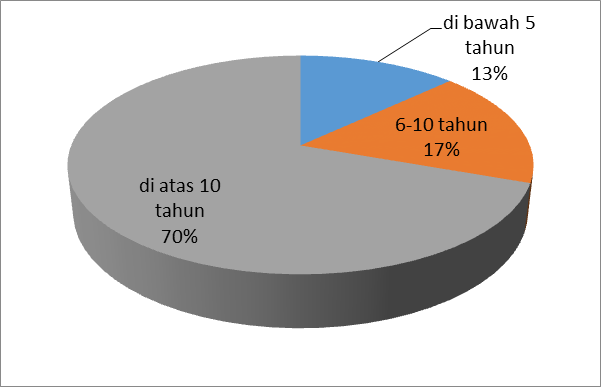 di bawah 5
tahun
13%
6-10 tahun
17%
di atas 10
tahun
70%